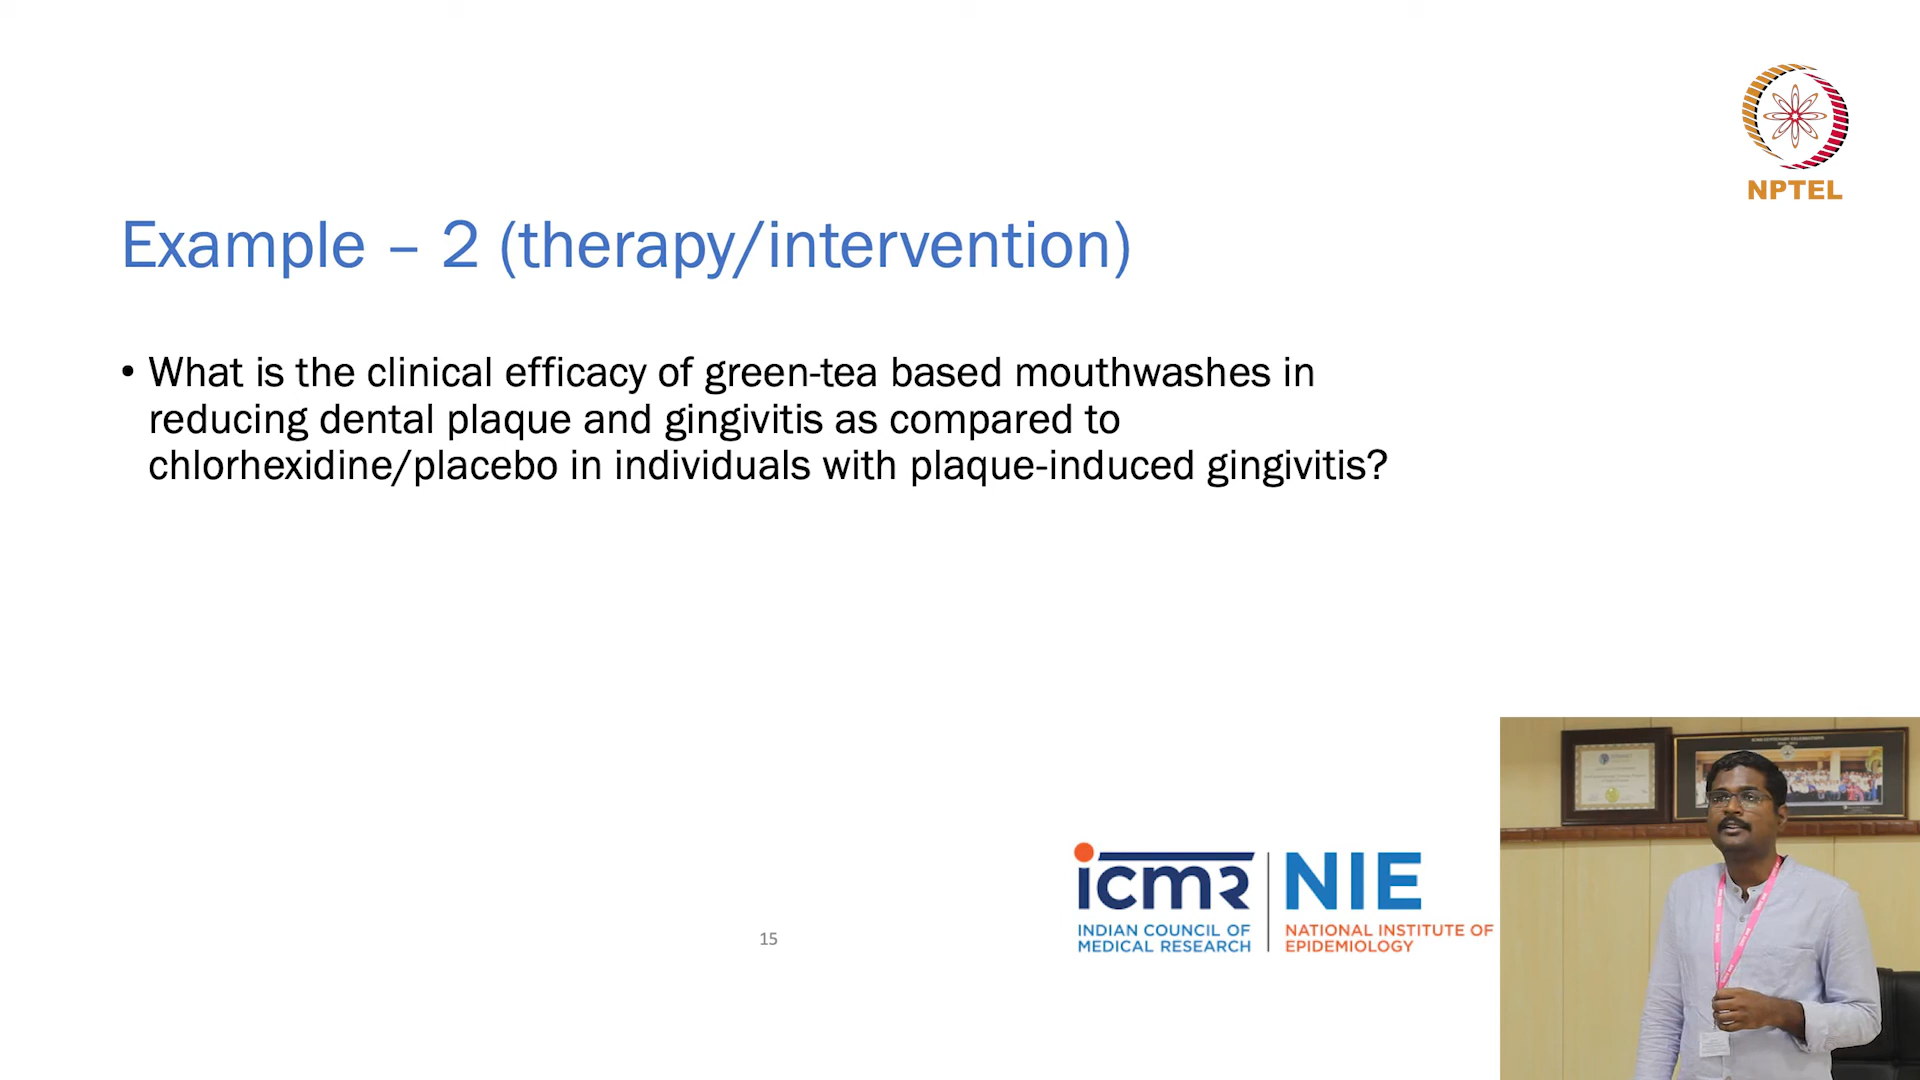 NPTEL
Example – 2 (therapy/intervention)
• What is the clinical efficacy of green-tea based mouthwashes in
reducing dental plaque and gingivitis as compared to
chlorhexidine/placebo in individuals with plaque-induced gingivitis?
15
icmr
INDIAN COUNCIL OF
MEDICAL RESEARCH
NIE
NATIONAL INSTITUTE OF
EPIDEMIOLOGY